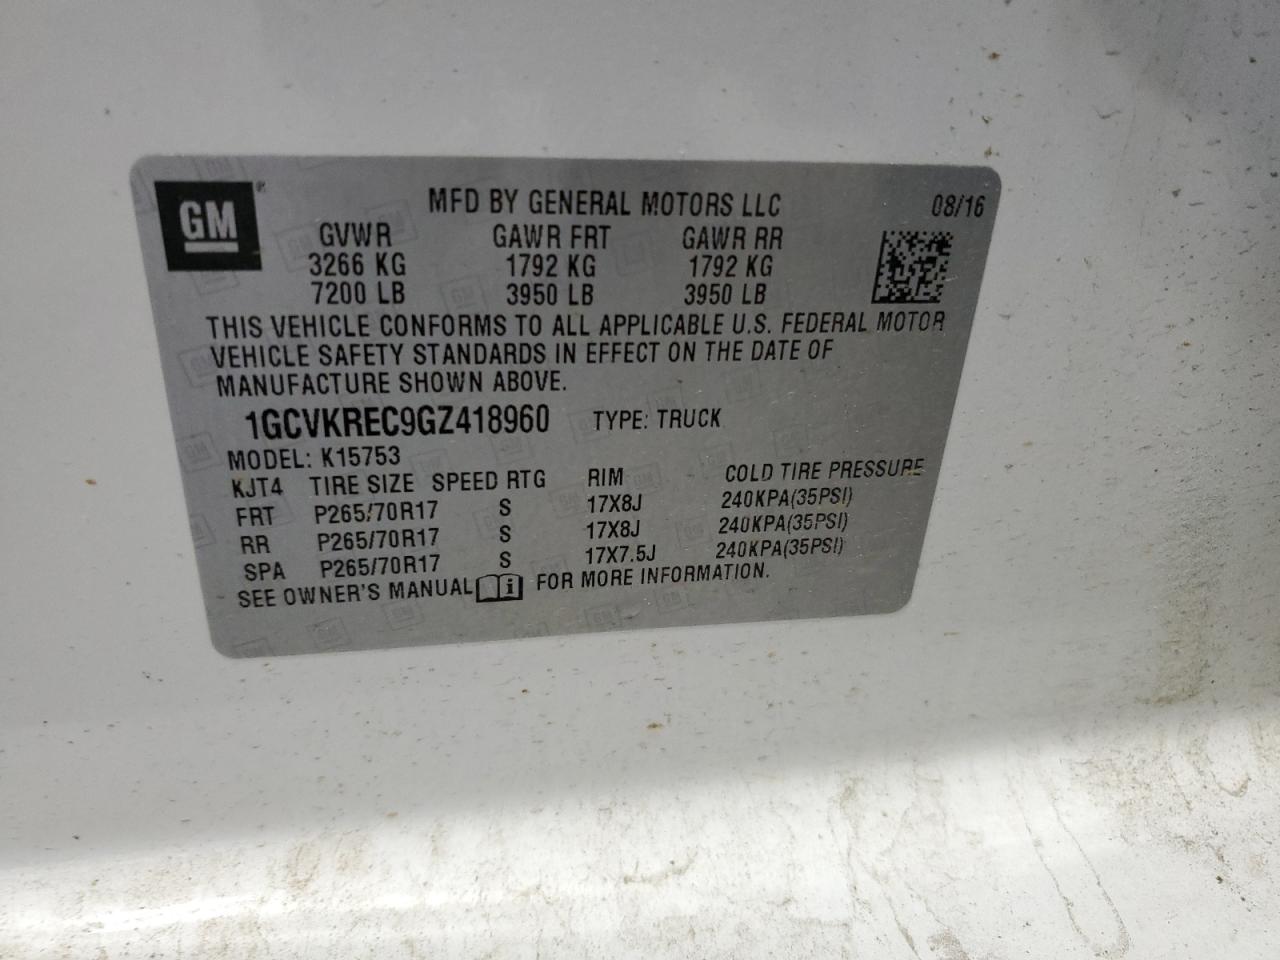 GM
MFD BY GENERAL MOTORS LLC 08/16
GVWR GAWR FRT GAWR RR
3266 KG 1792 KG 1792 KG
7200 LB 3950 LB 3950 LB
THIS VEHICLE CONFORMS TO ALL APPLICABLE U.S. FEDERAL MOTOR
VEHICLE SAFETY STANDARDS IN EFFECT ON THE DATE OF
MANUFACTURE SHOWN ABOVE.
1GCVKREC9GZ418960 TYPE: TRUCK
MODEL: K15753
KJT4 TIRE SIZE SPEED RTG RIM COLD TIRE PRESSURE
FRT P265/70R17 S 17X8J 240KPA(35PSI)
RR P265/70R17 S 17X8J 240KPA(35PSI)
SPA P265/70R17 S 17X7.5J 240KPA(35PSI)
SEE OWNER'S MANUAL FOR MORE INFORMATION.